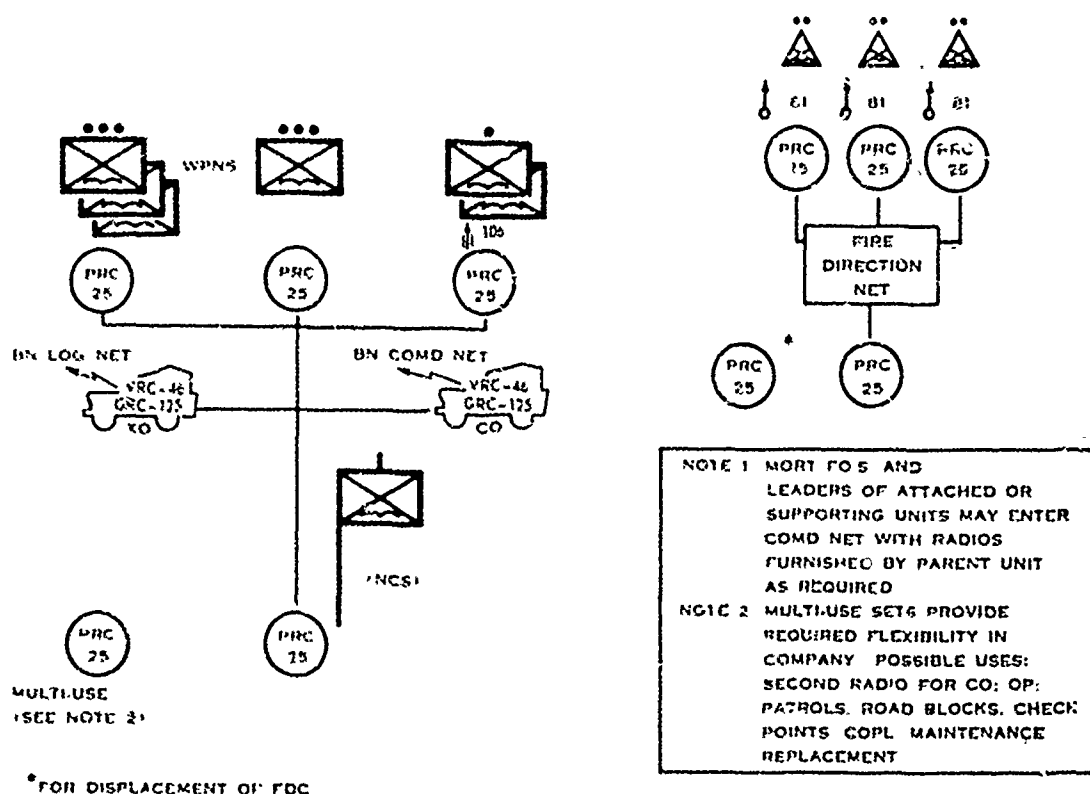 WPNS
106
PRC
25
PRC
25
PRC
25
BN LOG NET
VRC-46
GRC-125
XO
BN COMD NET
VRC-46
GRC-125
CO
(NCS)
PRC
25
PRC
25
MULTI-USE
(SEE NOTE 2)
*FOR DISPLACEMENT OF FDC
81
81
81
PRC
25
PRC
25
PRC
25
FIRE
DIRECTION
NET
PRC
25
*
PRC
25
NOTE 1 MORT FO'S AND
LEADERS OF ATTACHED OR
SUPPORTING UNITS MAY ENTER
COMD NET WITH RADIOS
FURNISHED BY PARENT UNIT
AS REQUIRED
NOTE 2 MULTI-USE SETS PROVIDE
REQUIRED FLEXIBILITY IN
COMPANY POSSIBLE USES:
SECOND RADIO FOR CO; OP;
PATROLS, ROAD BLOCKS, CHECK
POINTS COPL MAINTENANCE
REPLACEMENT